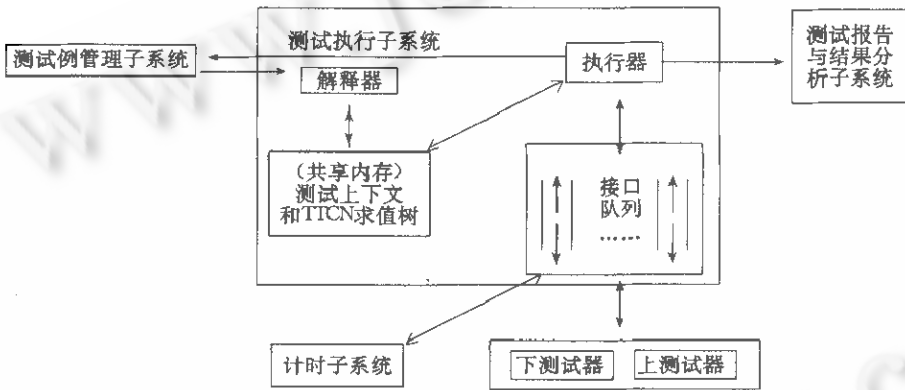 测试执行子系统
测试例管理子系统
解释器
执行器
测试报告
与结果分
析子系统
(共享内存)
测试上下文
和TTCN求值树
接口
队列
……
计时子系统
下测试器
上测试器